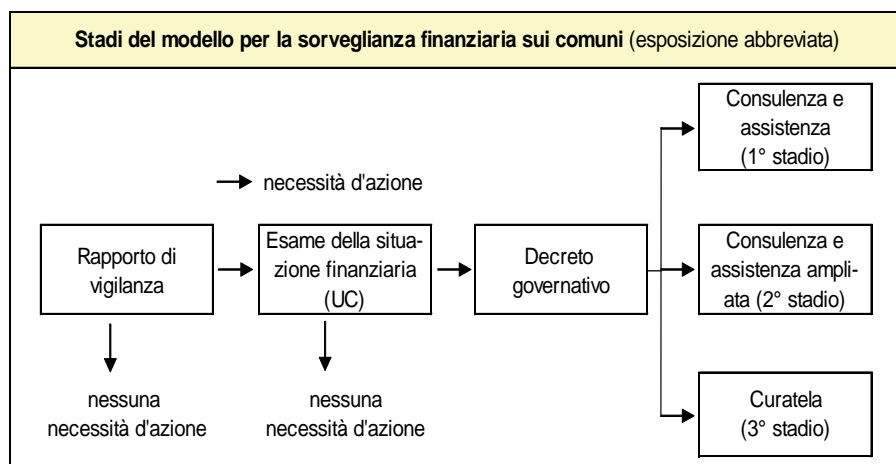 Stadi del modello per la sorveglianza finanziaria sui comuni (esposizione abbreviata)
Consulenza e
assistenza
(1° stadio)
necessità d'azione
Rapporto di
vigilanza
Esame della situa-
zione finanziaria
(UC)
Decreto
governativo
Consulenza e
assistenza ampli-
ata (2° stadio)
nessuna
necessità d'azione
nessuna
necessità d'azione
Curatela
(3° stadio)